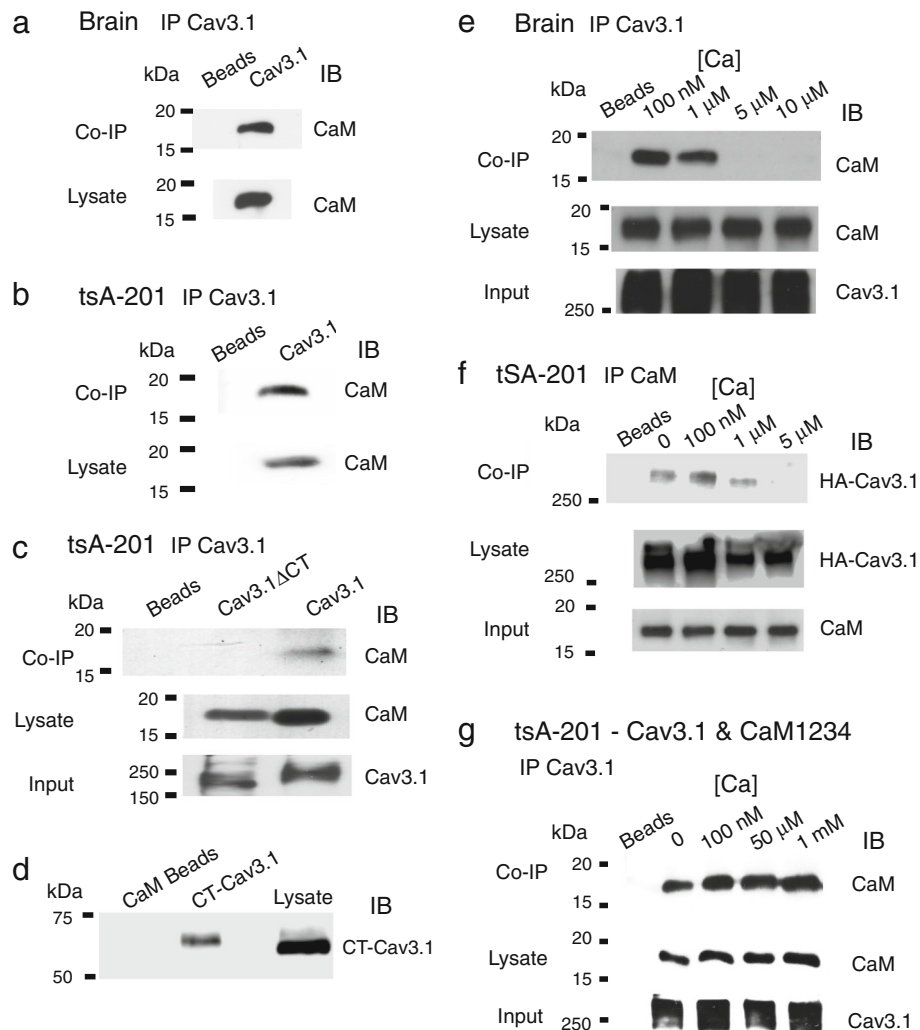 a Brain IP Cav3.1
kDa Beads Cav3.1 IB
20
Co-IP CaM
15
20
Lysate CaM
15
b tsA-201 IP Cav3.1
kDa Beads Cav3.1 IB
20
Co-IP CaM
15
20
Lysate CaM
15
c tsA-201 IP Cav3.1
kDa Beads Cav3.1ΔCT Cav3.1 IB
20
Co-IP CaM
15
20
Lysate CaM
15
250
Input Cav3.1
150
d
kDa CaM Beads CT-Cav3.1 Lysate IB
75
CT-Cav3.1
50
e Brain IP Cav3.1
[Ca]
kDa Beads 100 nM 1 μM 5 μM 10 μM IB
20
Co-IP CaM
15
20
Lysate CaM
15
Input Cav3.1
250
f tSA-201 IP CaM
[Ca]
kDa Beads 0 100 nM 1 μM 5 μM IB
Co-IP HA-Cav3.1
250
Lysate HA-Cav3.1
250
20
Input CaM
15
g tsA-201 - Cav3.1 & CaM1234
IP Cav3.1
[Ca]
kDa Beads 0 100 nM 50 μM 1 mM IB
20
Co-IP CaM
15
20
Lysate CaM
15
Input Cav3.1
250